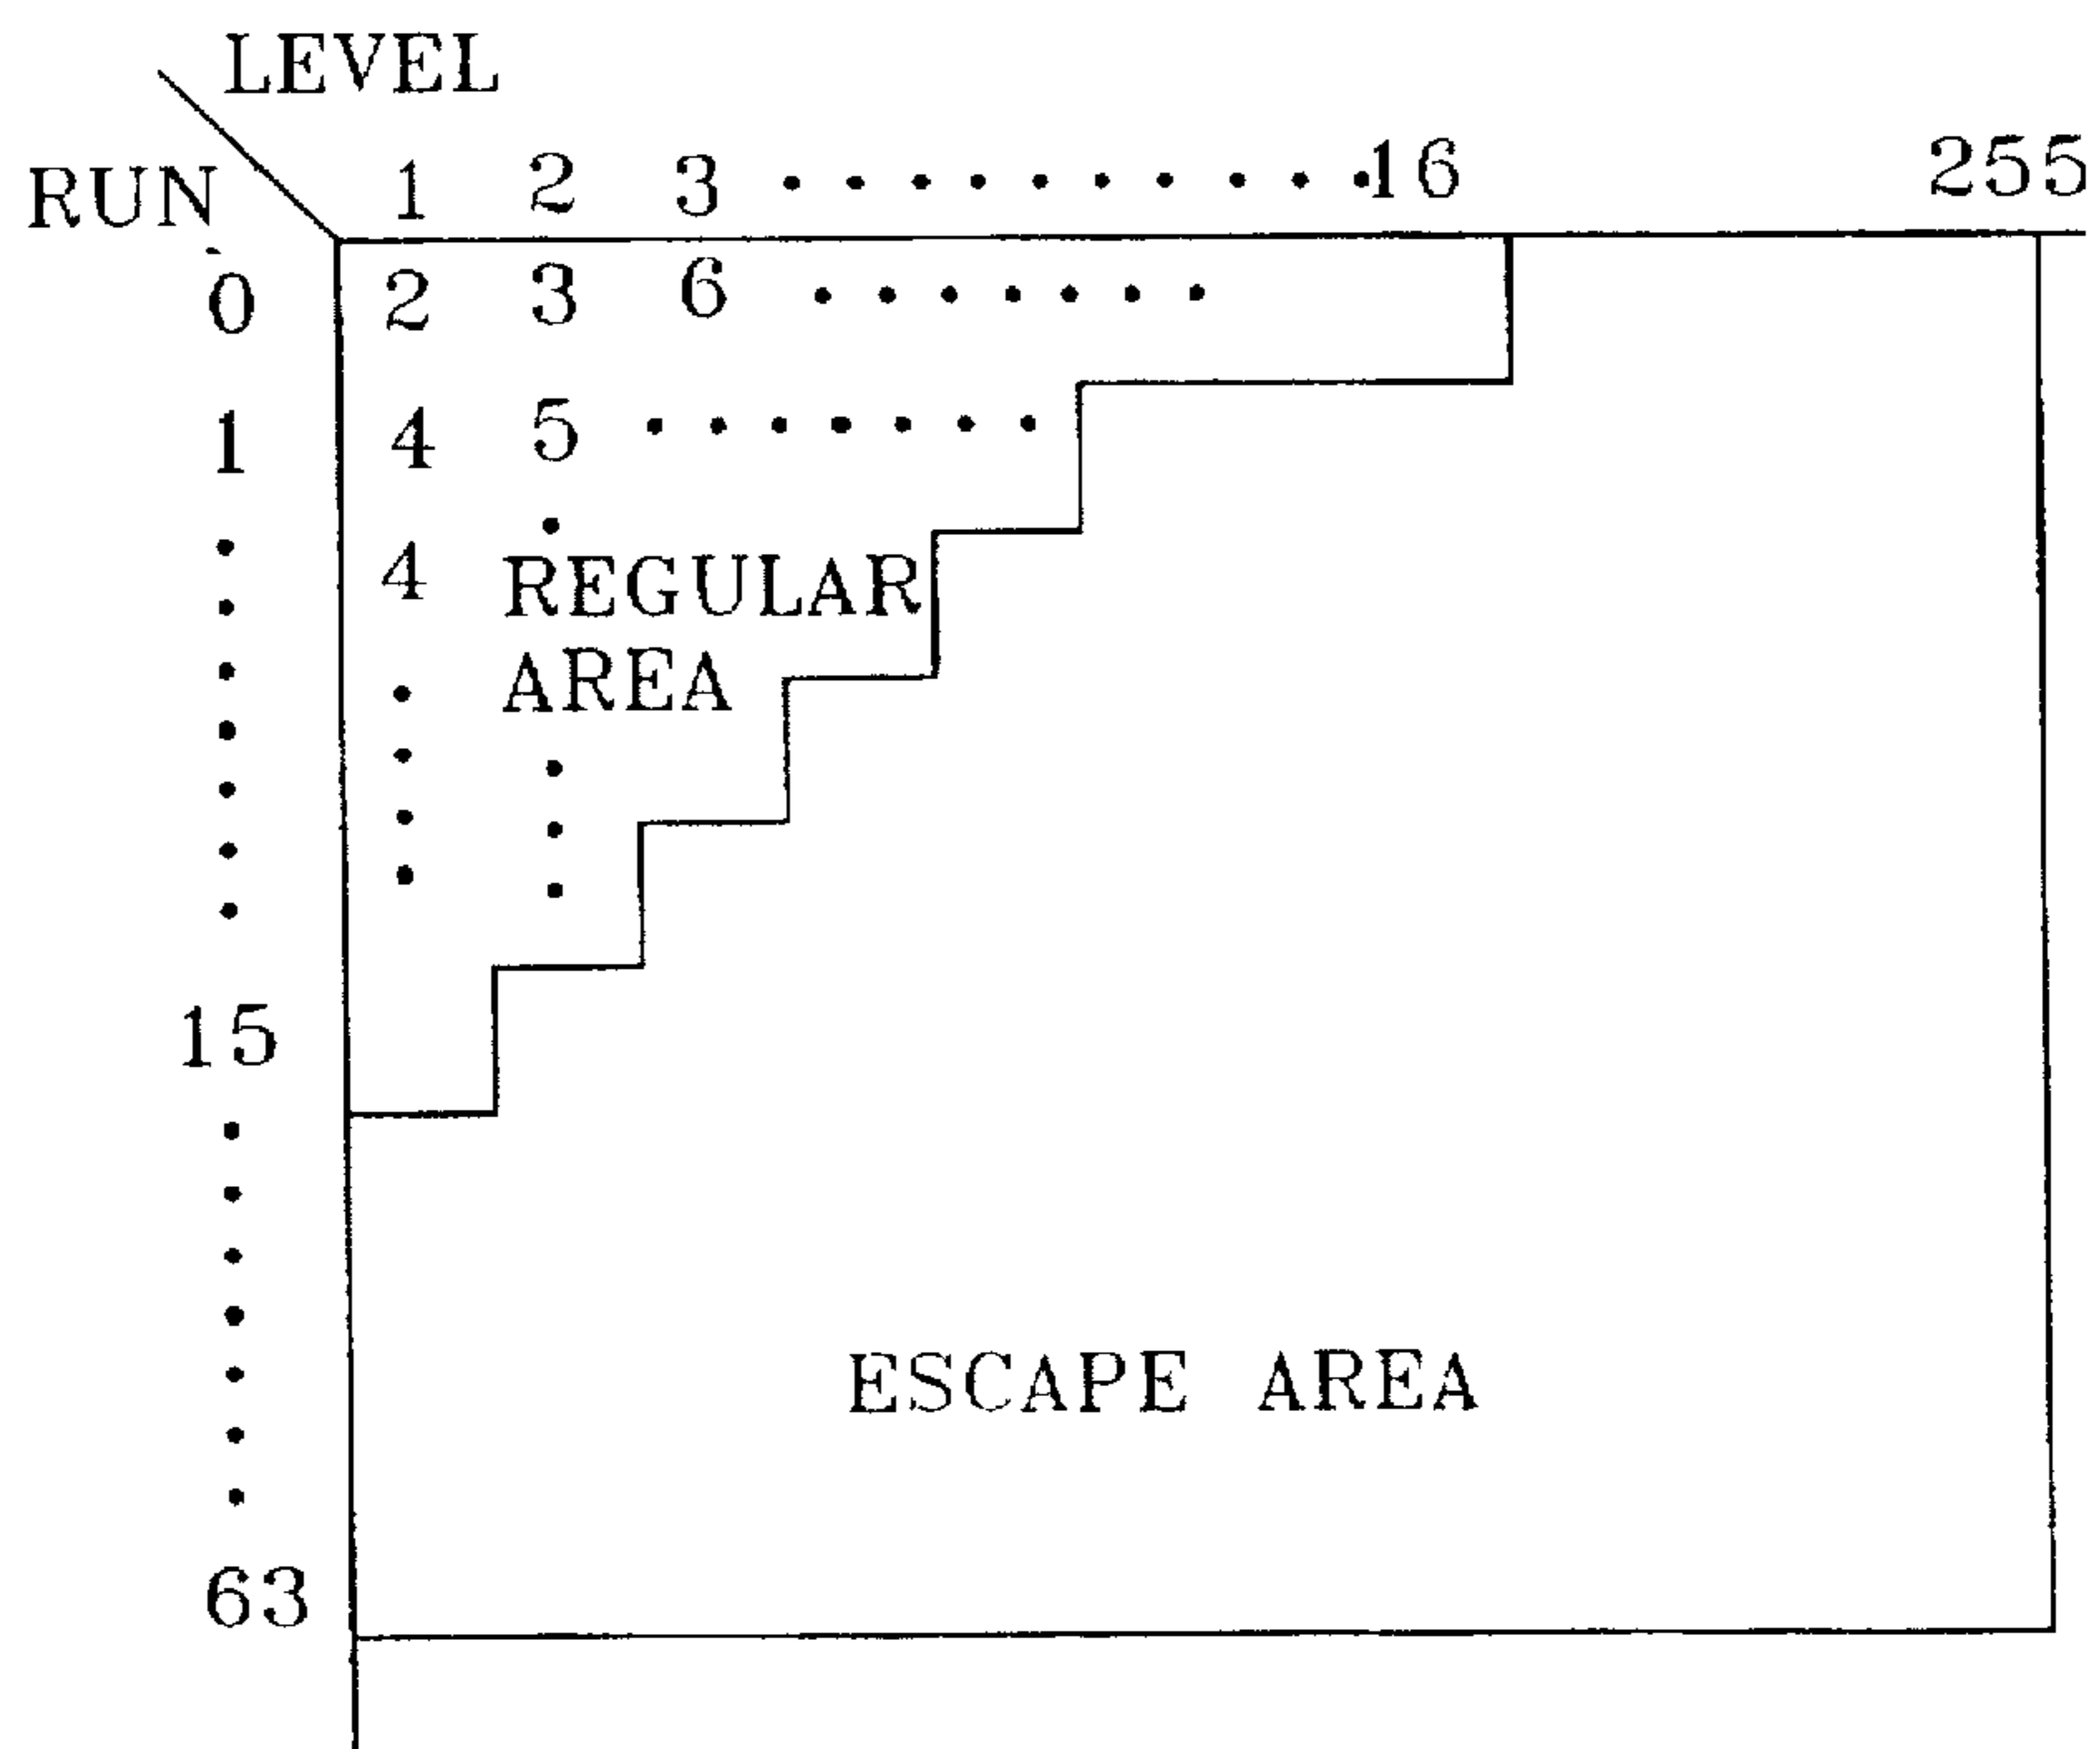 LEVEL
RUN 1 2 3 . . . . . . . . . . 16 255
0 2 3 6 . . . . . . .
1 4 5 . . . . . . .
4 REGULAR
AREA
15
ESCAPE AREA
63